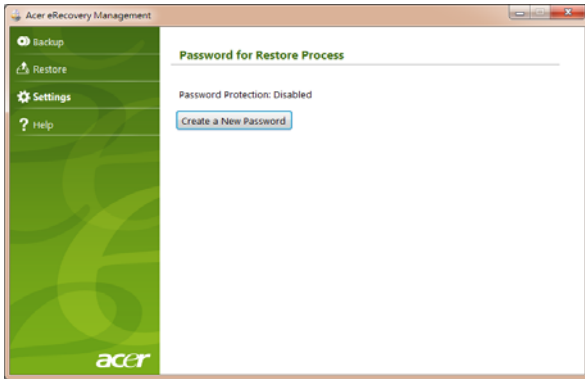 Acer eRecovery Management
Backup
Restore
Settings
Help
Password for Restore Process
Password Protection: Disabled
Create a New Password
acer